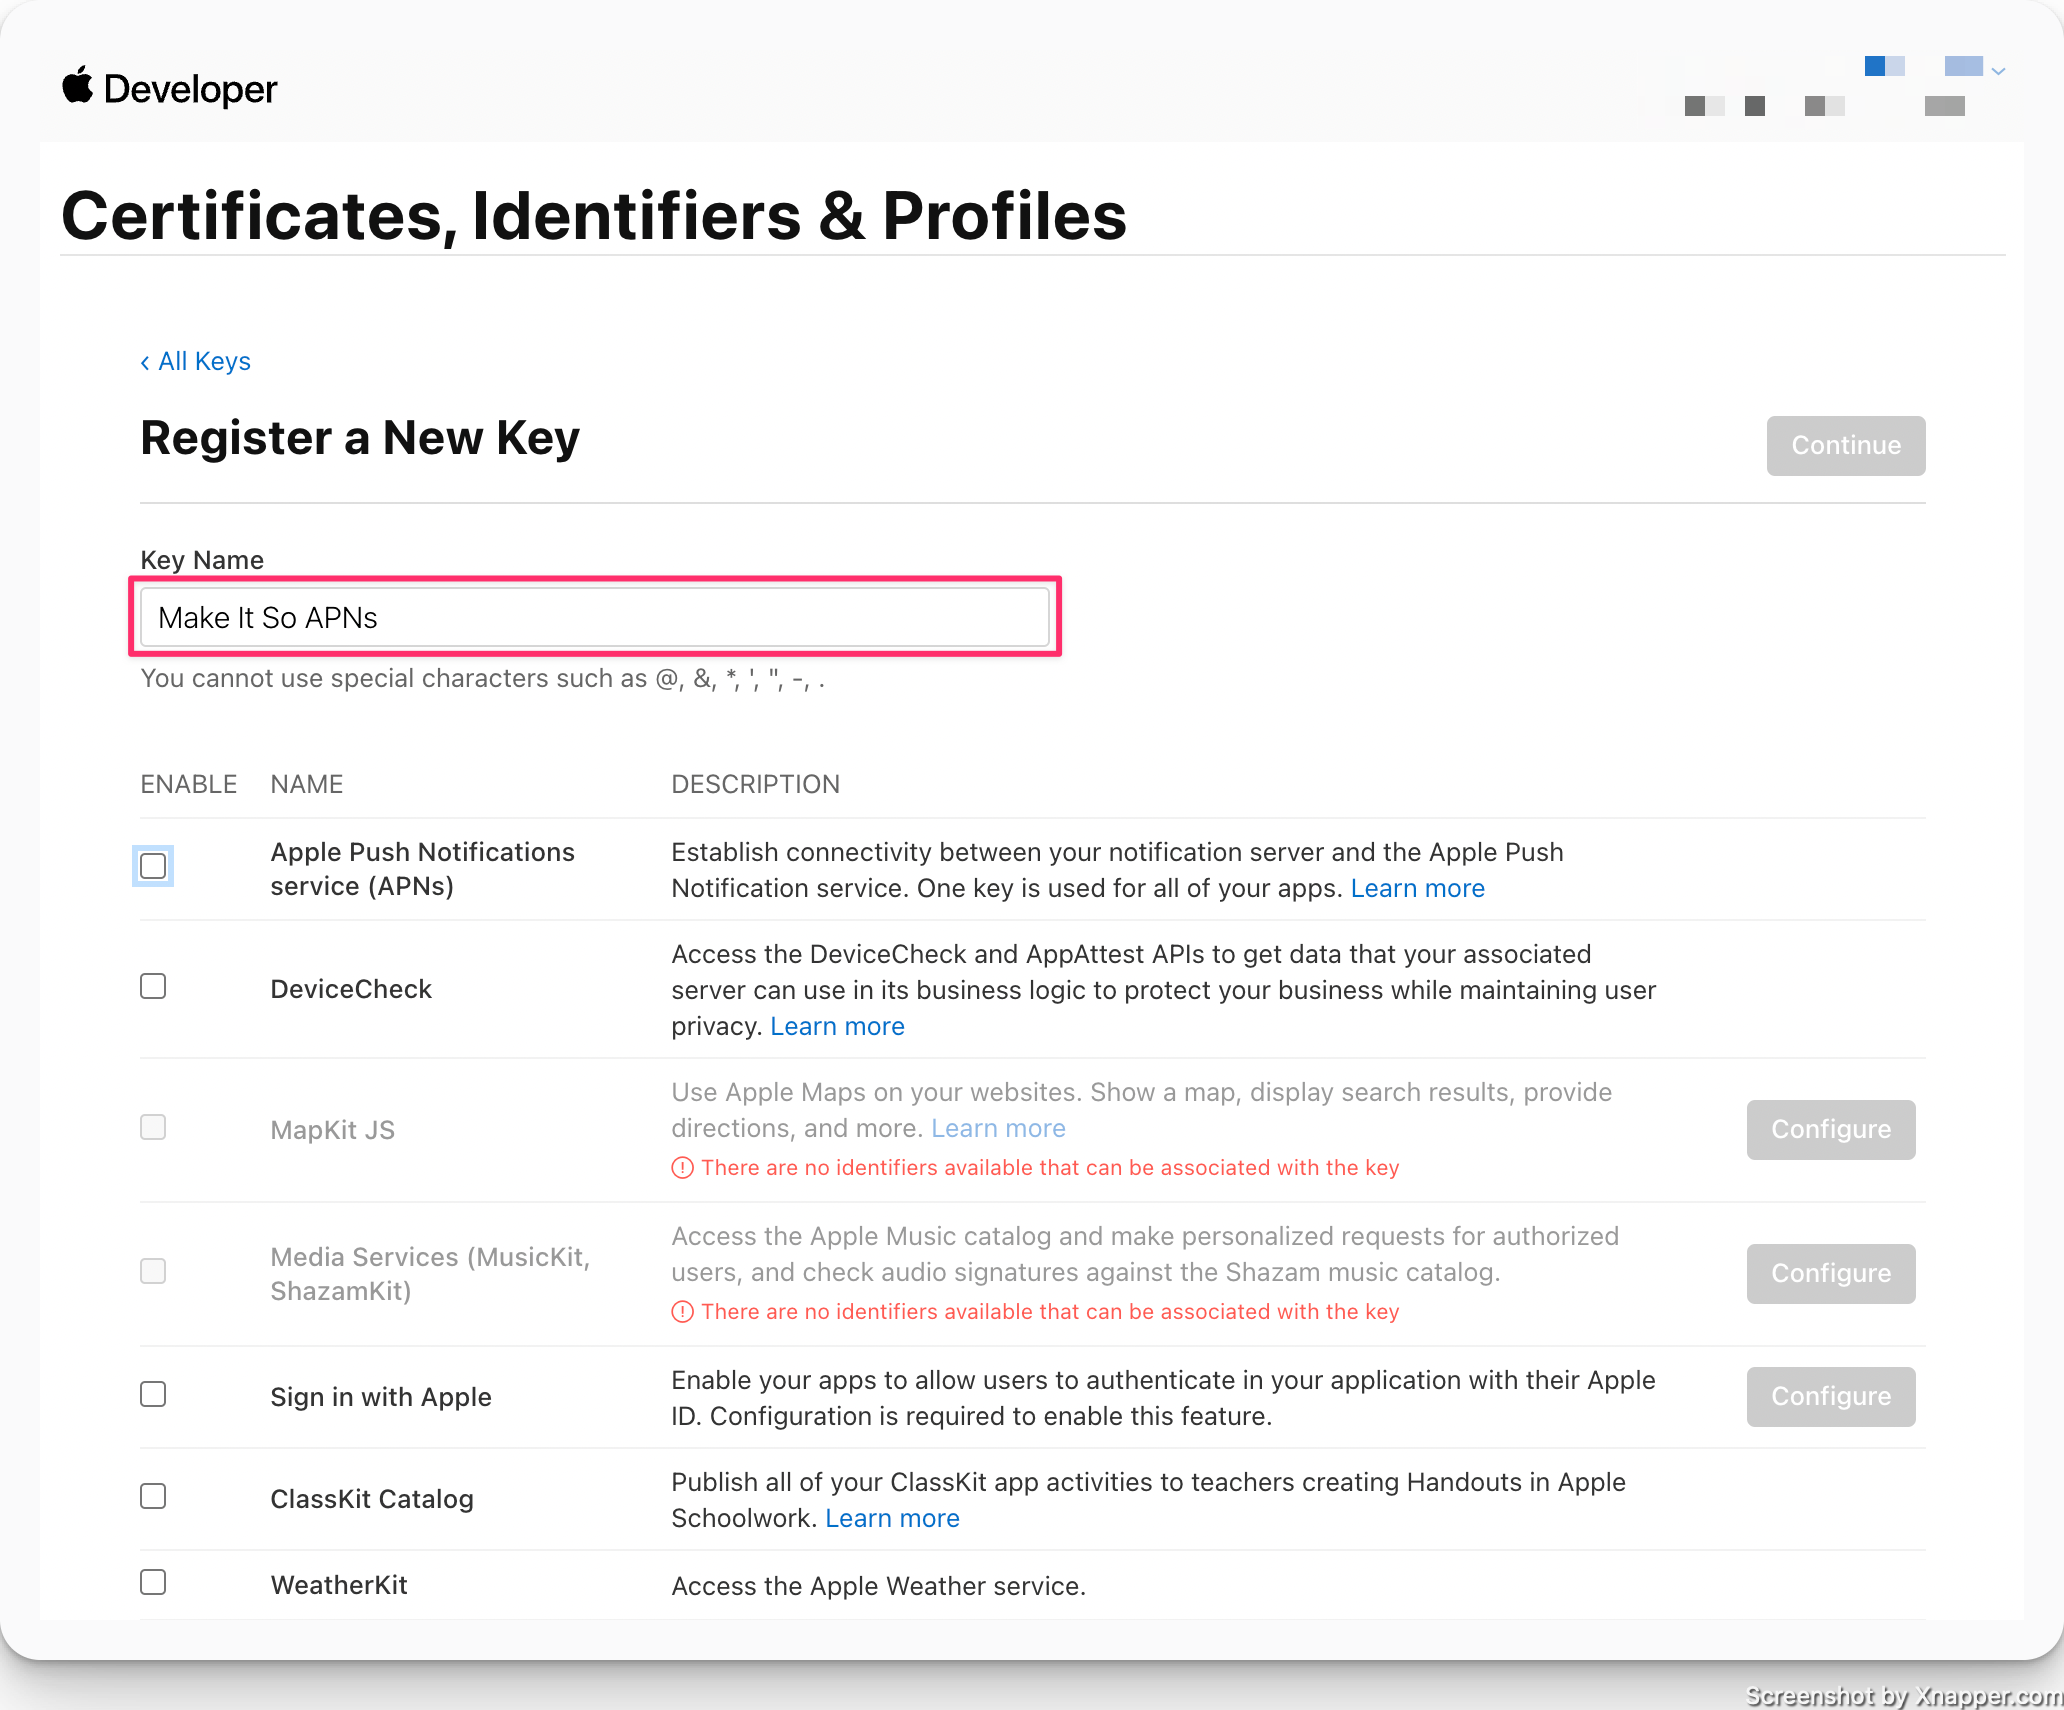 Developer
Certificates, Identifiers & Profiles
‹ All Keys
Register a New Key
Continue
Key Name
Make It So APNs
You cannot use special characters such as @, &, *, ', ", -, .
ENABLE NAME DESCRIPTION
Apple Push Notifications
service (APNs)
Establish connectivity between your notification server and the Apple Push
Notification service. One key is used for all of your apps. Learn more
DeviceCheck
Access the DeviceCheck and AppAttest APIs to get data that your associated
server can use in its business logic to protect your business while maintaining user
privacy. Learn more
MapKit JS
Use Apple Maps on your websites. Show a map, display search results, provide
directions, and more. Learn more
There are no identifiers available that can be associated with the key
Configure
Media Services (MusicKit,
ShazamKit)
Access the Apple Music catalog and make personalized requests for authorized
users, and check audio signatures against the Shazam music catalog.
There are no identifiers available that can be associated with the key
Configure
Sign in with Apple
Enable your apps to allow users to authenticate in your application with their Apple
ID. Configuration is required to enable this feature.
Configure
ClassKit Catalog
Publish all of your ClassKit app activities to teachers creating Handouts in Apple
Schoolwork. Learn more
WeatherKit
Access the Apple Weather service.
Screenshot by Xnapper.com